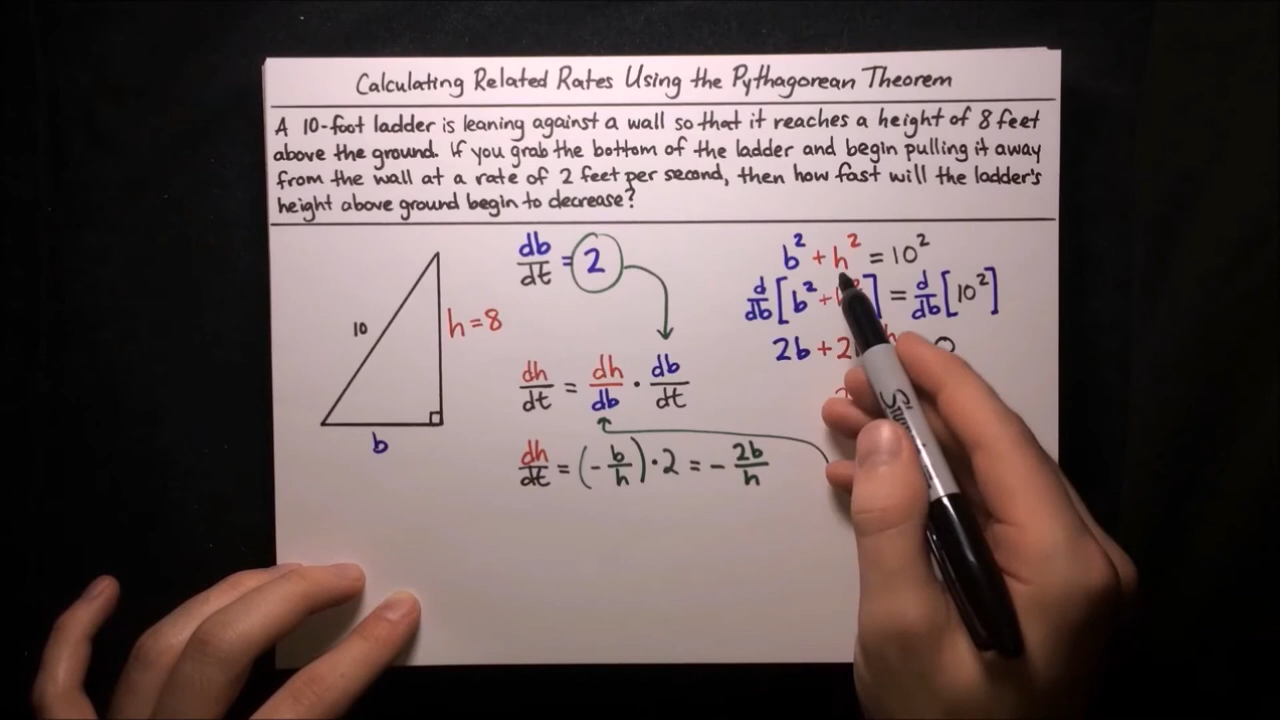 Calculating Related Rates Using the Pythagorean Theorem
A 10-foot ladder is leaning against a wall so that it reaches a height of 8 feet
above the ground. If you grab the bottom of the ladder and begin pulling it away
from the wall at a rate of 2 feet per second, then how fast will the ladder's
height above ground begin to decrease?
10
h = 8
b
db/dt = 2
dh/dt = dh/db · db/dt
dh/dt = (-b/h) · 2 = -2b/h
b² + h² = 10²
d/db [b² + ] = d/db [10²]
2b + 2